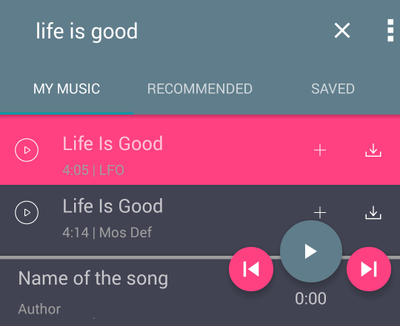 life is good
MY MUSIC RECOMMENDED SAVED
Life Is Good
4:05 | LFO
Life Is Good
4:14 | Mos Def
Name of the song
Author
0:00